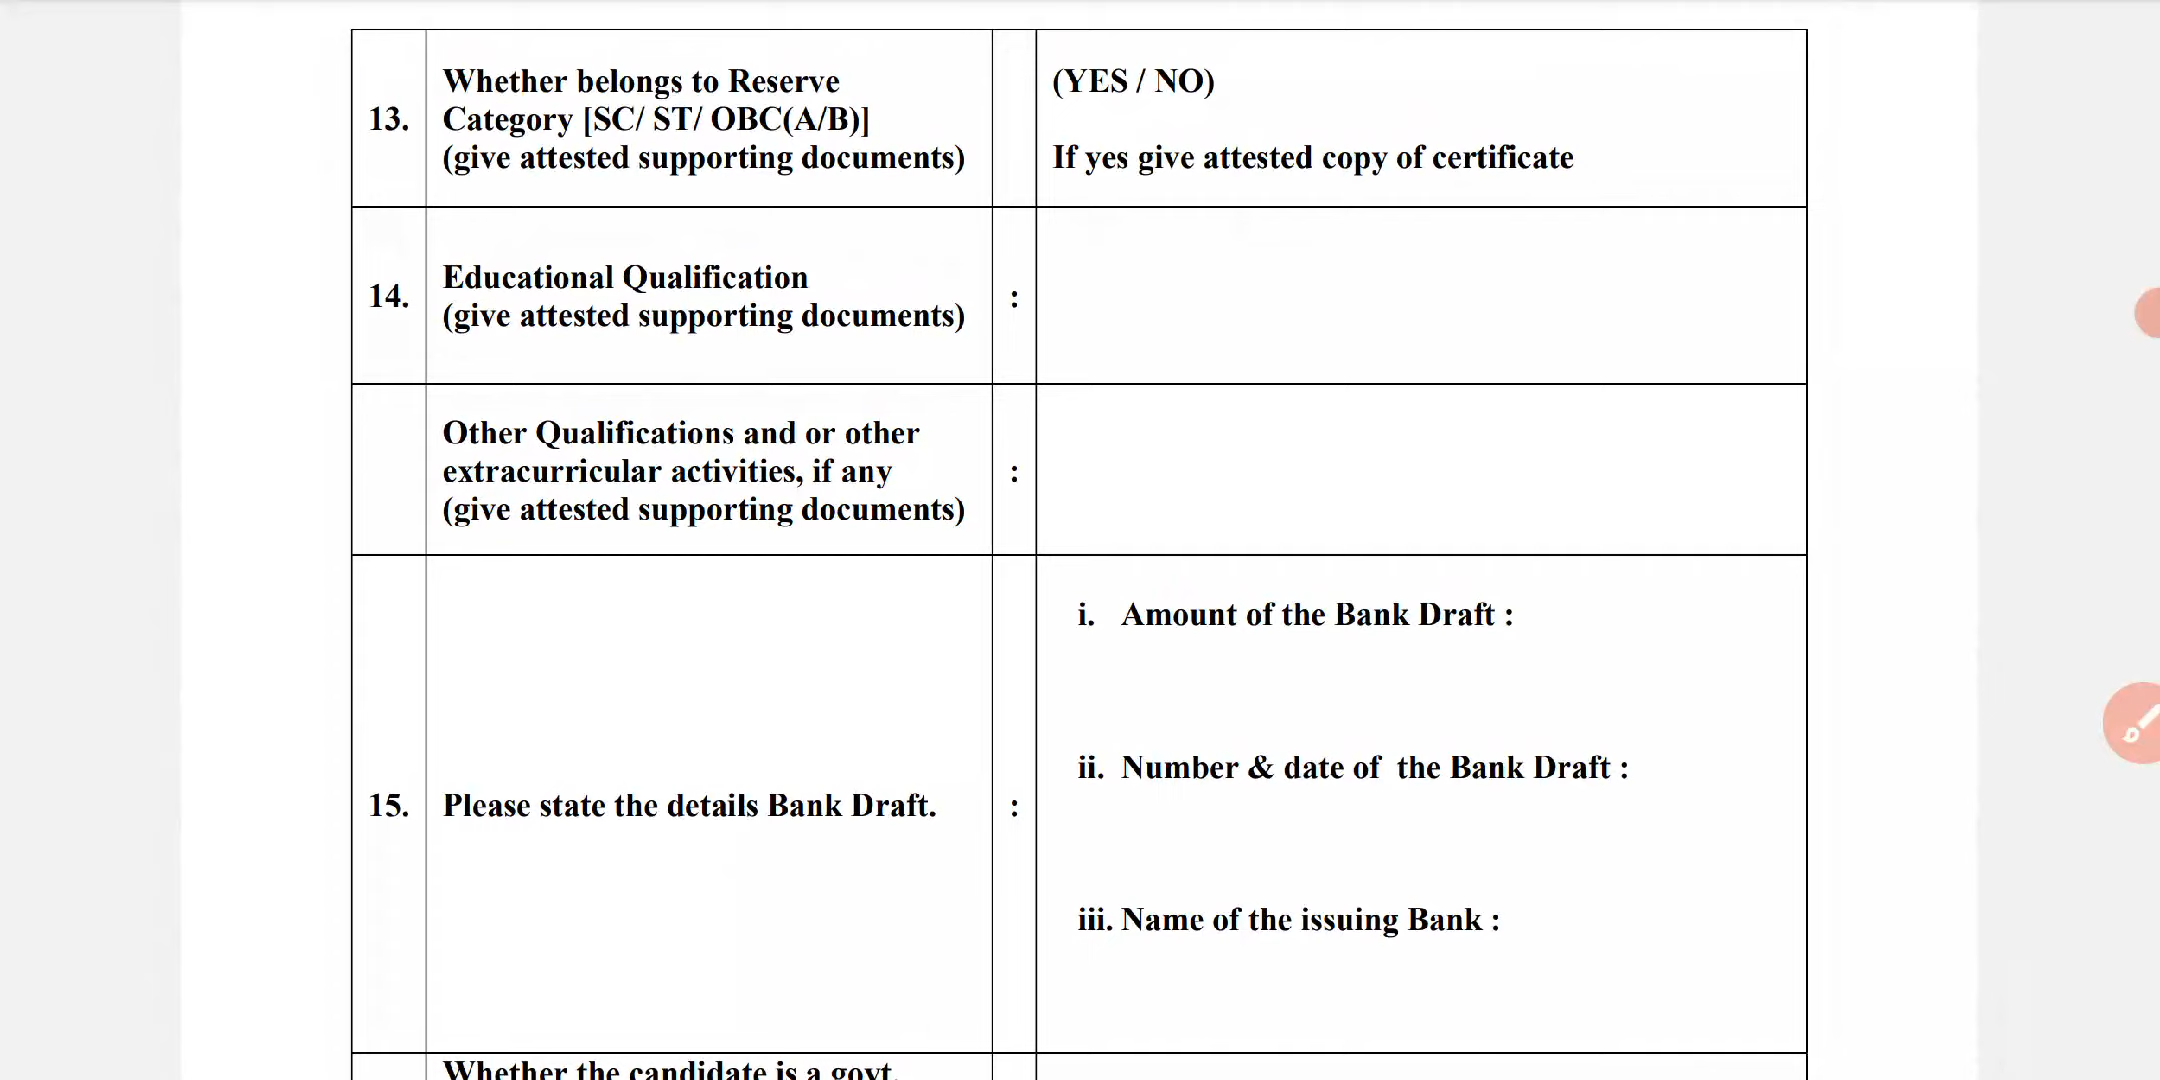 13.
Whether belongs to Reserve
Category [SC/ ST/ OBC(A/B)]
(give attested supporting documents)
(YES / NO)
If yes give attested copy of certificate
14.
Educational Qualification
(give attested supporting documents)
:
Other Qualifications and or other
extracurricular activities, if any
(give attested supporting documents)
:
15.
Please state the details Bank Draft.
:
i. Amount of the Bank Draft :
ii. Number & date of the Bank Draft :
iii. Name of the issuing Bank :
Whether the candidate is a govt.